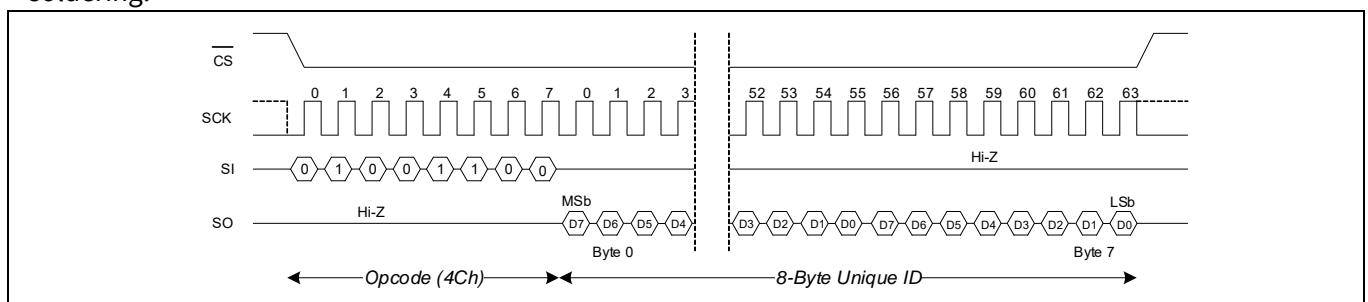 soldering.
CS
0 1 2 3 4 5 6 7 0 1 2 3 52 53 54 55 56 57 58 59 60 61 62 63
SCK
Hi-Z
SI 0 1 0 0 1 1 0 0
MSb LSb
Hi-Z
SO D7 D6 D5 D4 D3 D2 D1 D0 D7 D6 D5 D4 D3 D2 D1 D0
Byte 0 Byte 7
Opcode (4Ch) 8-Byte Unique ID